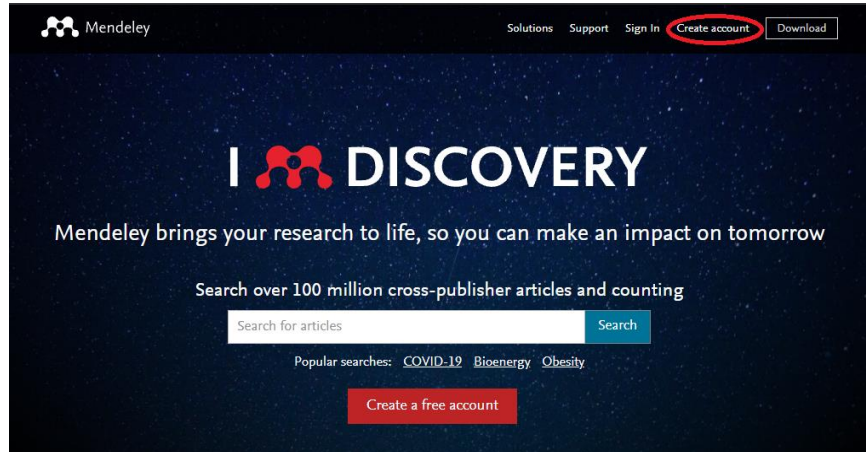 Mendeley
Solutions Support Sign In Create account Download
I DISCOVERY
Mendeley brings your research to life, so you can make an impact on tomorrow
Search over 100 million cross-publisher articles and counting
Search for articles Search
Popular searches: COVID-19 Bioenergy Obesity
Create a free account